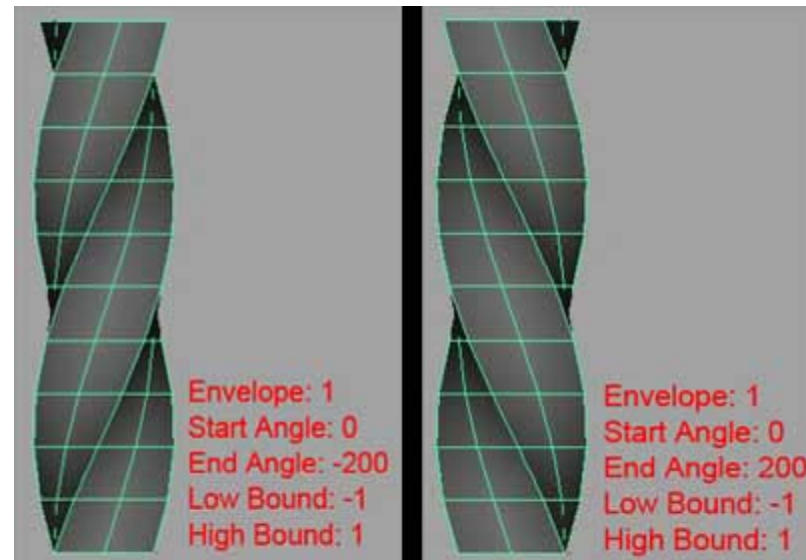 Envelope: 1
Start Angle: 0
End Angle: -200
Low Bound: -1
High Bound: 1
Envelope: 1
Start Angle: 0
End Angle: 200
Low Bound: -1
High Bound: 1